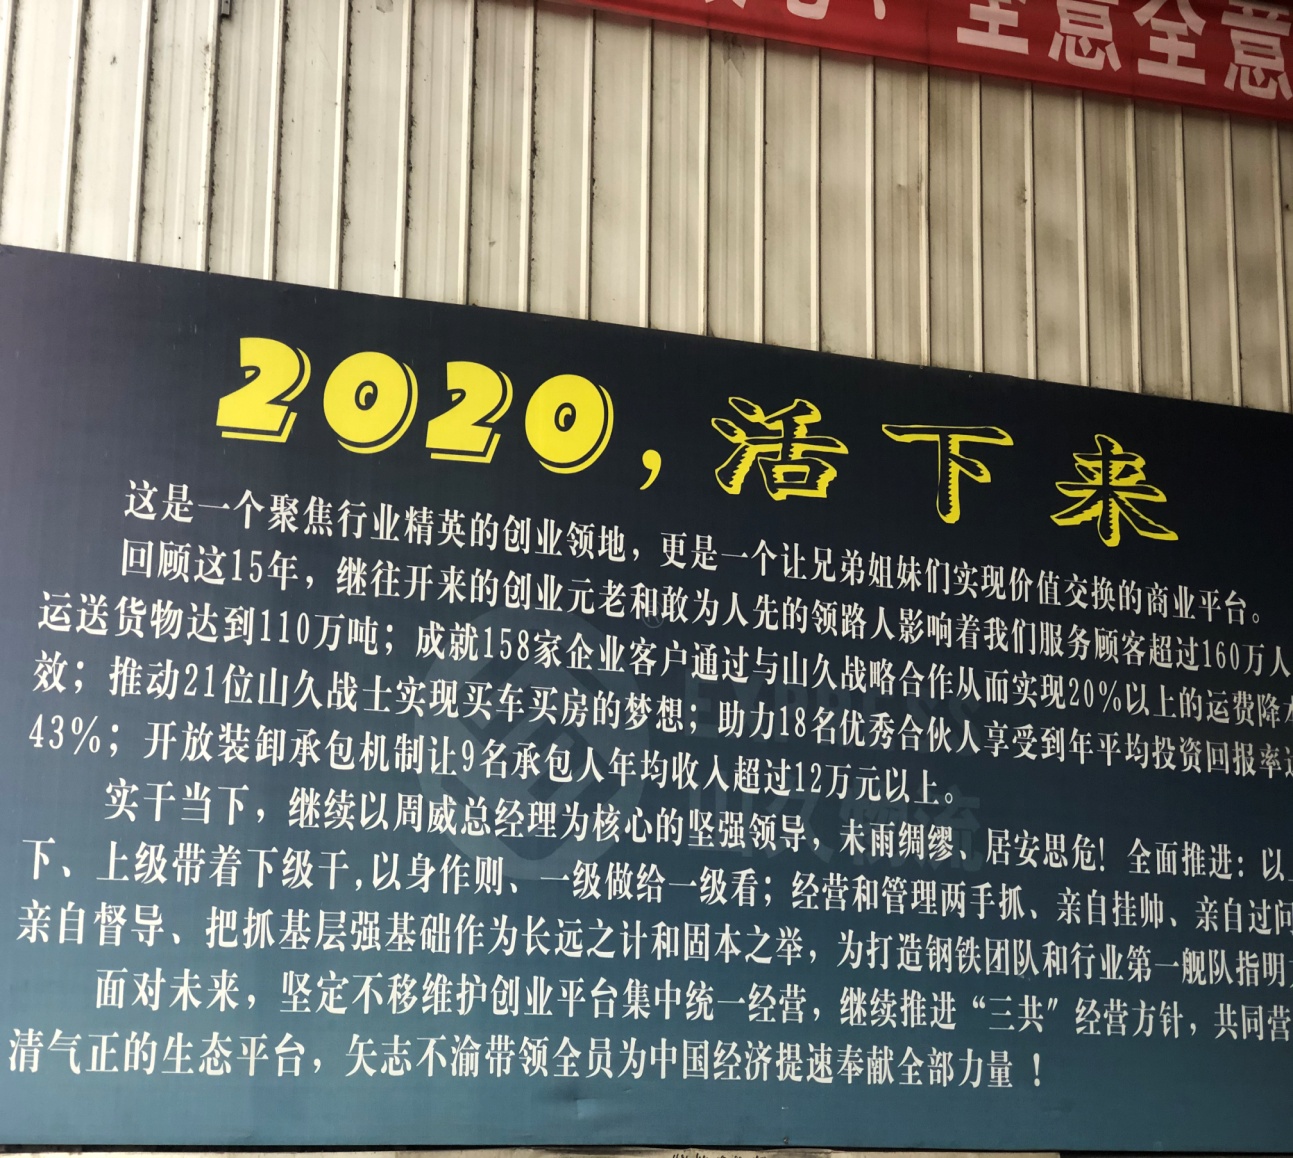 全意全意
2020，活下来
这是一个聚焦行业精英的创业领地，更是一个让兄弟姐妹们实现价值交换的商业平台。
回顾这15年，继往开来的创业元老和敢为人先的领路人影响着我们服务顾客超过160万人
运送货物达到110万吨；成就158家企业客户通过与山久战略合作从而实现20%以上的运费降本
效；推动21位山久战士实现买车买房的梦想；助力18名优秀合伙人享受到年平均投资回报率达
43%；开放装卸承包机制让9名承包人年均收入超过12万元以上。
实干当下，继续以周威总经理为核心的坚强领导，未雨绸缪、居安思危！全面推进：以上
下、上级带着下级干,以身作则、一级做给一级看；经营和管理两手抓、亲自挂帅、亲自过问
亲自督导、把抓基层强基础作为长远之计和固本之举，为打造钢铁团队和行业第一舰队指明方
面对未来，坚定不移维护创业平台集中统一经营，继续推进“三共”经营方针，共同营
清气正的生态平台，矢志不渝带领全员为中国经济提速奉献全部力量！
EXPRESS
山久物流